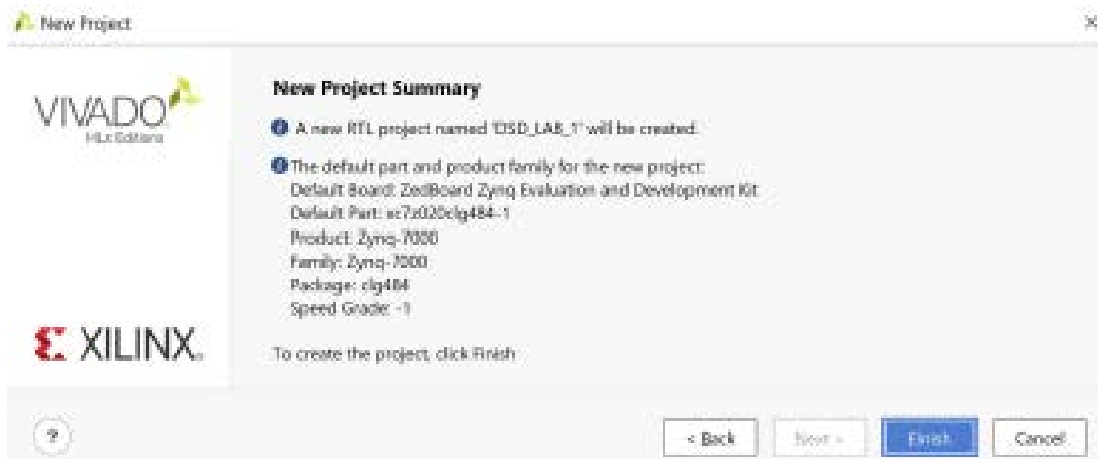 New Project
VIVADO
HLx Editions
New Project Summary
A new RTL project named 'DSD_LAB_1' will be created.
The default part and product family for the new project:
Default Board: ZedBoard Zynq Evaluation and Development Kit
Default Part: xc7z020clg484-1
Product: Zynq-7000
Family: Zynq-7000
Package: clg484
Speed Grade: -1
XILINX.
To create the project, click Finish
?
< Back
Next >
Finish
Cancel